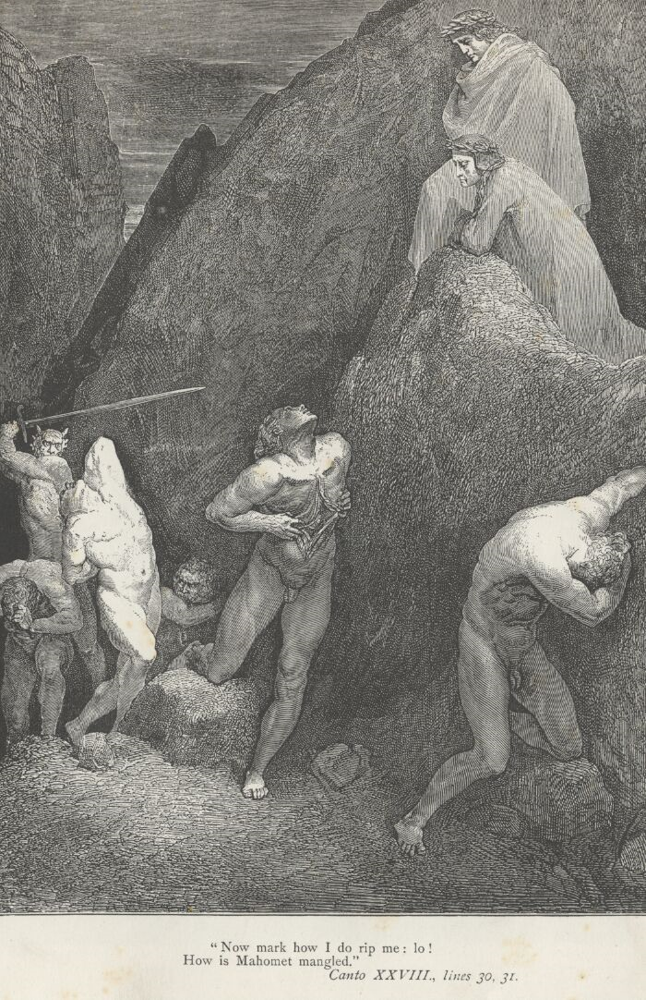 "Now mark how I do rip me: lo!
How is Mahomet mangled."
Canto XXVIII., lines 30, 31.